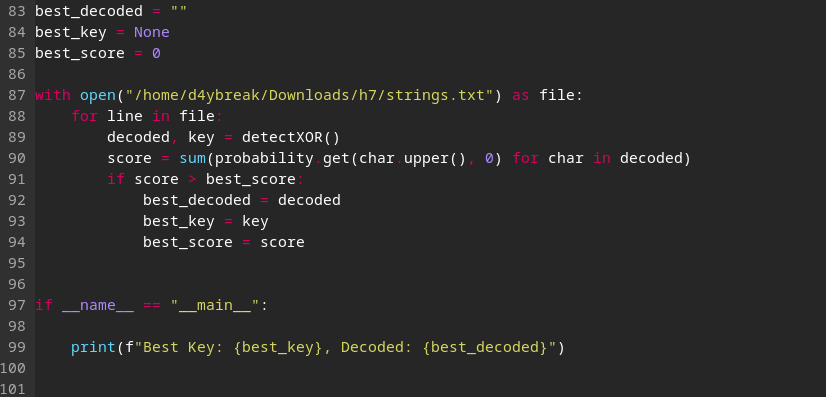 83 best_decoded = ""
84 best_key = None
85 best_score = 0
86
87 with open("/home/d4ybreak/Downloads/h7/strings.txt") as file:
88     for line in file:
89         decoded, key = detectXOR()
90         score = sum(probability.get(char.upper(), 0) for char in decoded)
91         if score > best_score:
92             best_decoded = decoded
93             best_key = key
94             best_score = score
95
96
97 if __name__ == "__main__":
98
99     print(f"Best Key: {best_key}, Decoded: {best_decoded}")
100
101